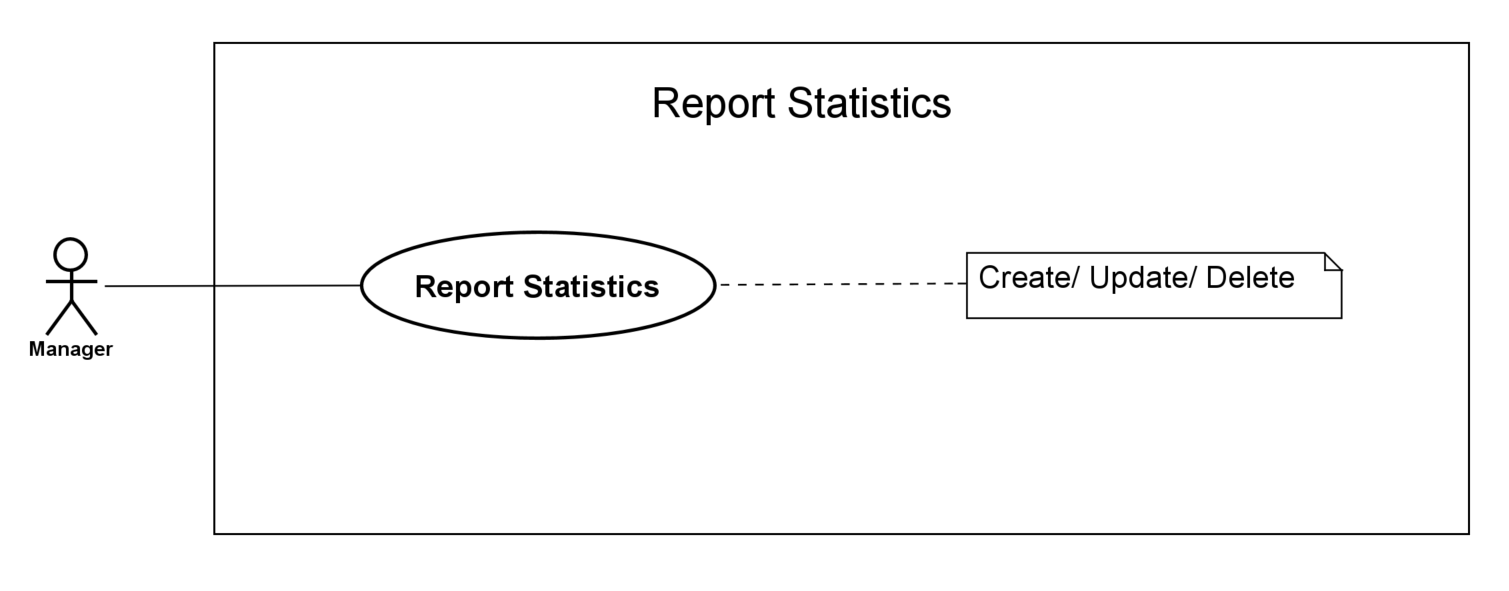 Report Statistics
Report Statistics
Create/ Update/ Delete
Manager